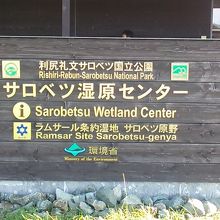 利尻礼文サロベツ国立公園
Rishiri-Rebun-Sarobetsu National Park
サロベツ湿原センター
i Sarobetsu Wetland Center
ラムサール条約湿地 サロベツ原野
Ramsar Site Sarobetsu-genya
環境省
Ministry of the Environment